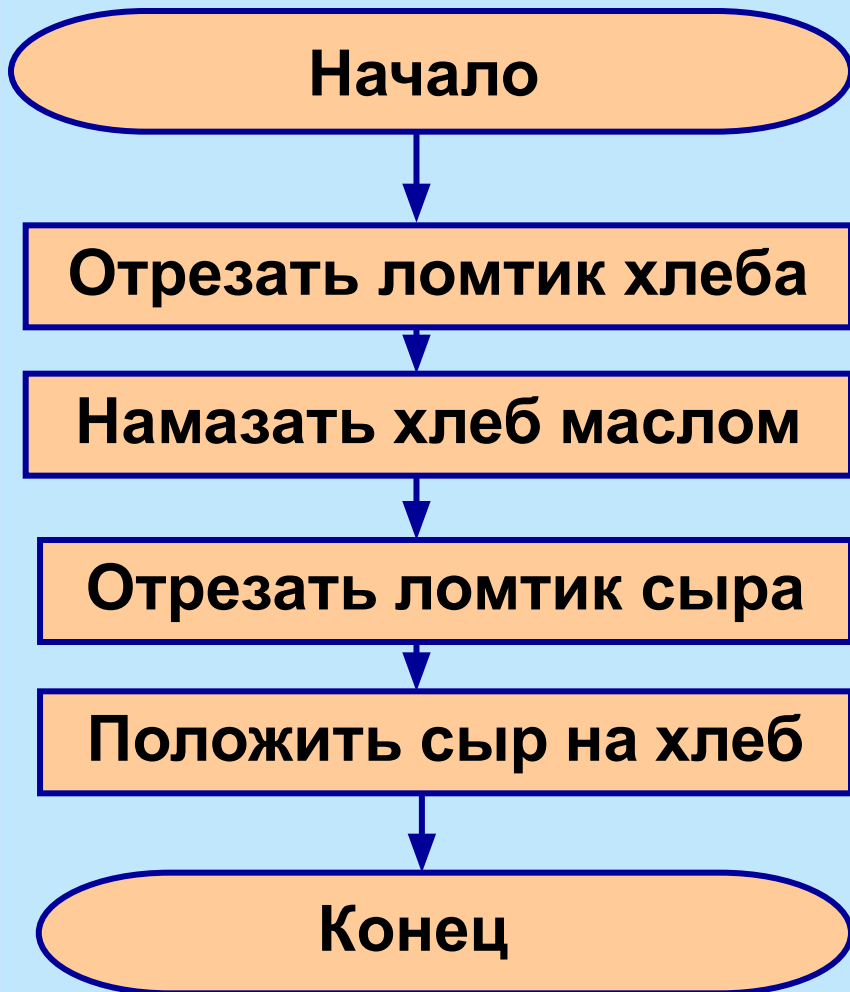 Начало
Отрезать ломтик хлеба
Намазать хлеб маслом
Отрезать ломтик сыра
Положить сыр на хлеб
Конец